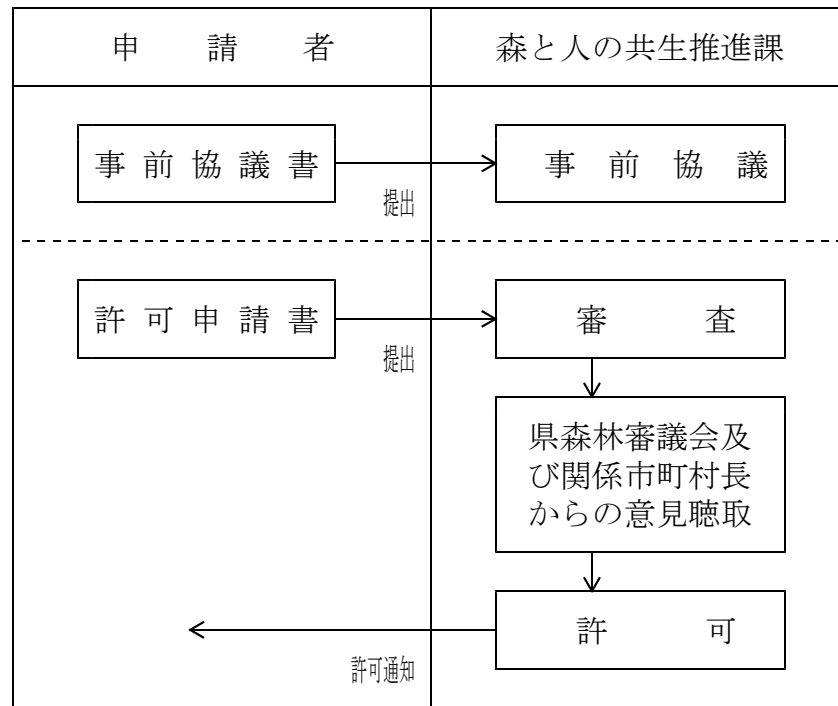 申請者
森と人の共生推進課
事前協議書
事前協議
提出
許可申請書
審査
提出
県森林審議会及
び関係市町村長
からの意見聴取
許可
許可通知